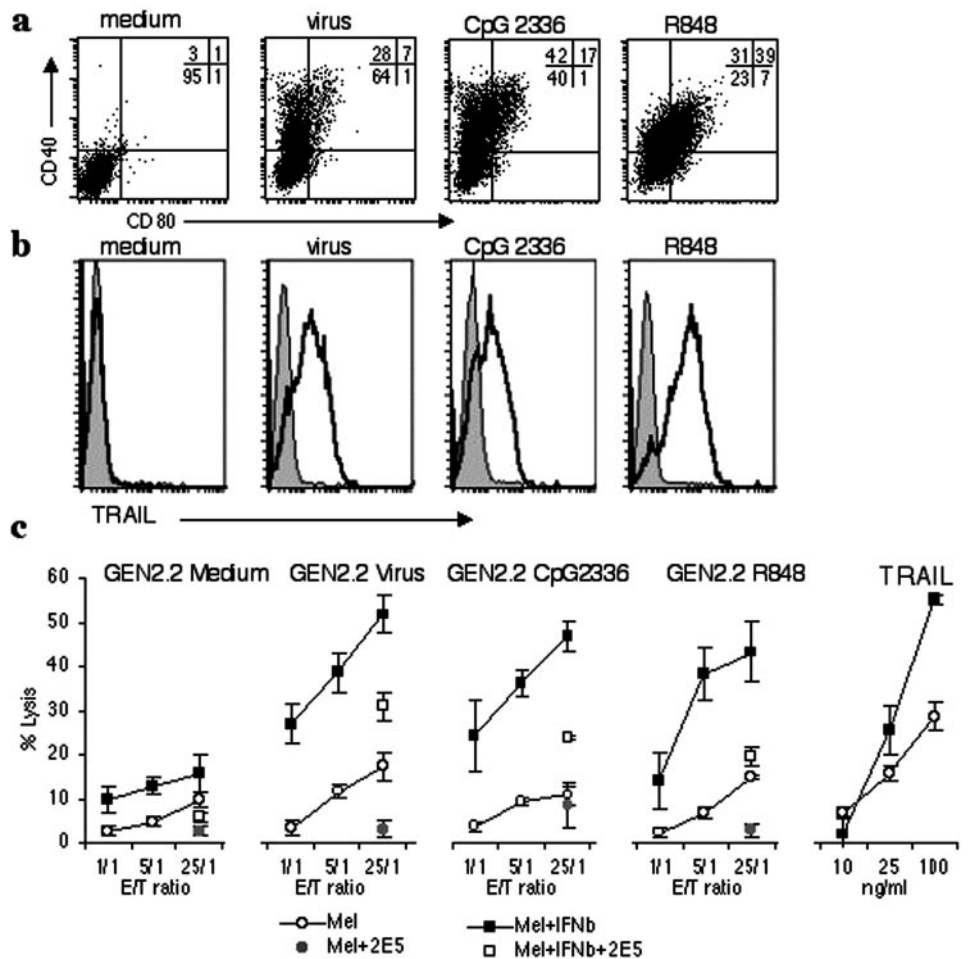 a
medium
virus
CpG 2336
R848
3 1
95 1
28 7
64 1
42 17
40 1
31 39
23 7
CD40
CD 80
b
medium
virus
CpG 2336
R848
TRAIL
c
GEN2.2 Medium
GEN2.2 Virus
GEN2.2 CpG2336
GEN2.2 R848
TRAIL
% Lysis
60
50
40
30
20
10
0
1/1 5/1 25/1
1/1 5/1 25/1
1/1 5/1 25/1
1/1 5/1 25/1
10 25 100
E/T ratio
E/T ratio
E/T ratio
E/T ratio
ng/ml
Mel
Mel+IFNb
Mel+2E5
Mel+IFNb+2E5